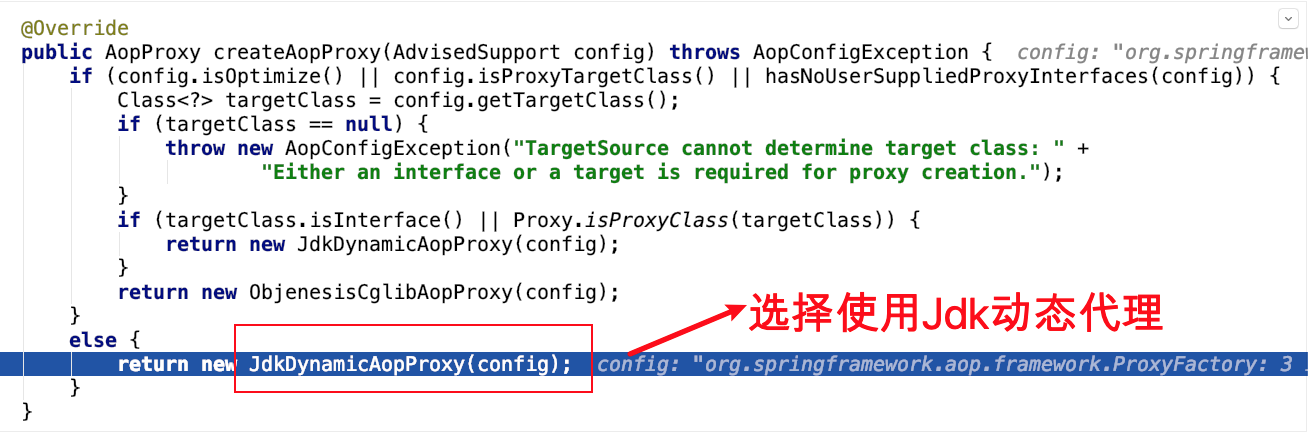 @Override
public AopProxy createAopProxy(AdvisedSupport config) throws AopConfigException {  config: "org.springframew
if (config.isOptimize() || config.isProxyTargetClass() || hasNoUserSuppliedProxyInterfaces(config)) {
Class<?> targetClass = config.getTargetClass();
if (targetClass == null) {
throw new AopConfigException("TargetSource cannot determine target class: " +
"Either an interface or a target is required for proxy creation.");
}
if (targetClass.isInterface() || Proxy.isProxyClass(targetClass)) {
return new JdkDynamicAopProxy(config);
}
return new ObjenesisCglibAopProxy(config);
}
选择使用Jdk动态代理
else {
return new JdkDynamicAopProxy(config);  config: "org.springframework.aop.framework.ProxyFactory: 3
}
}